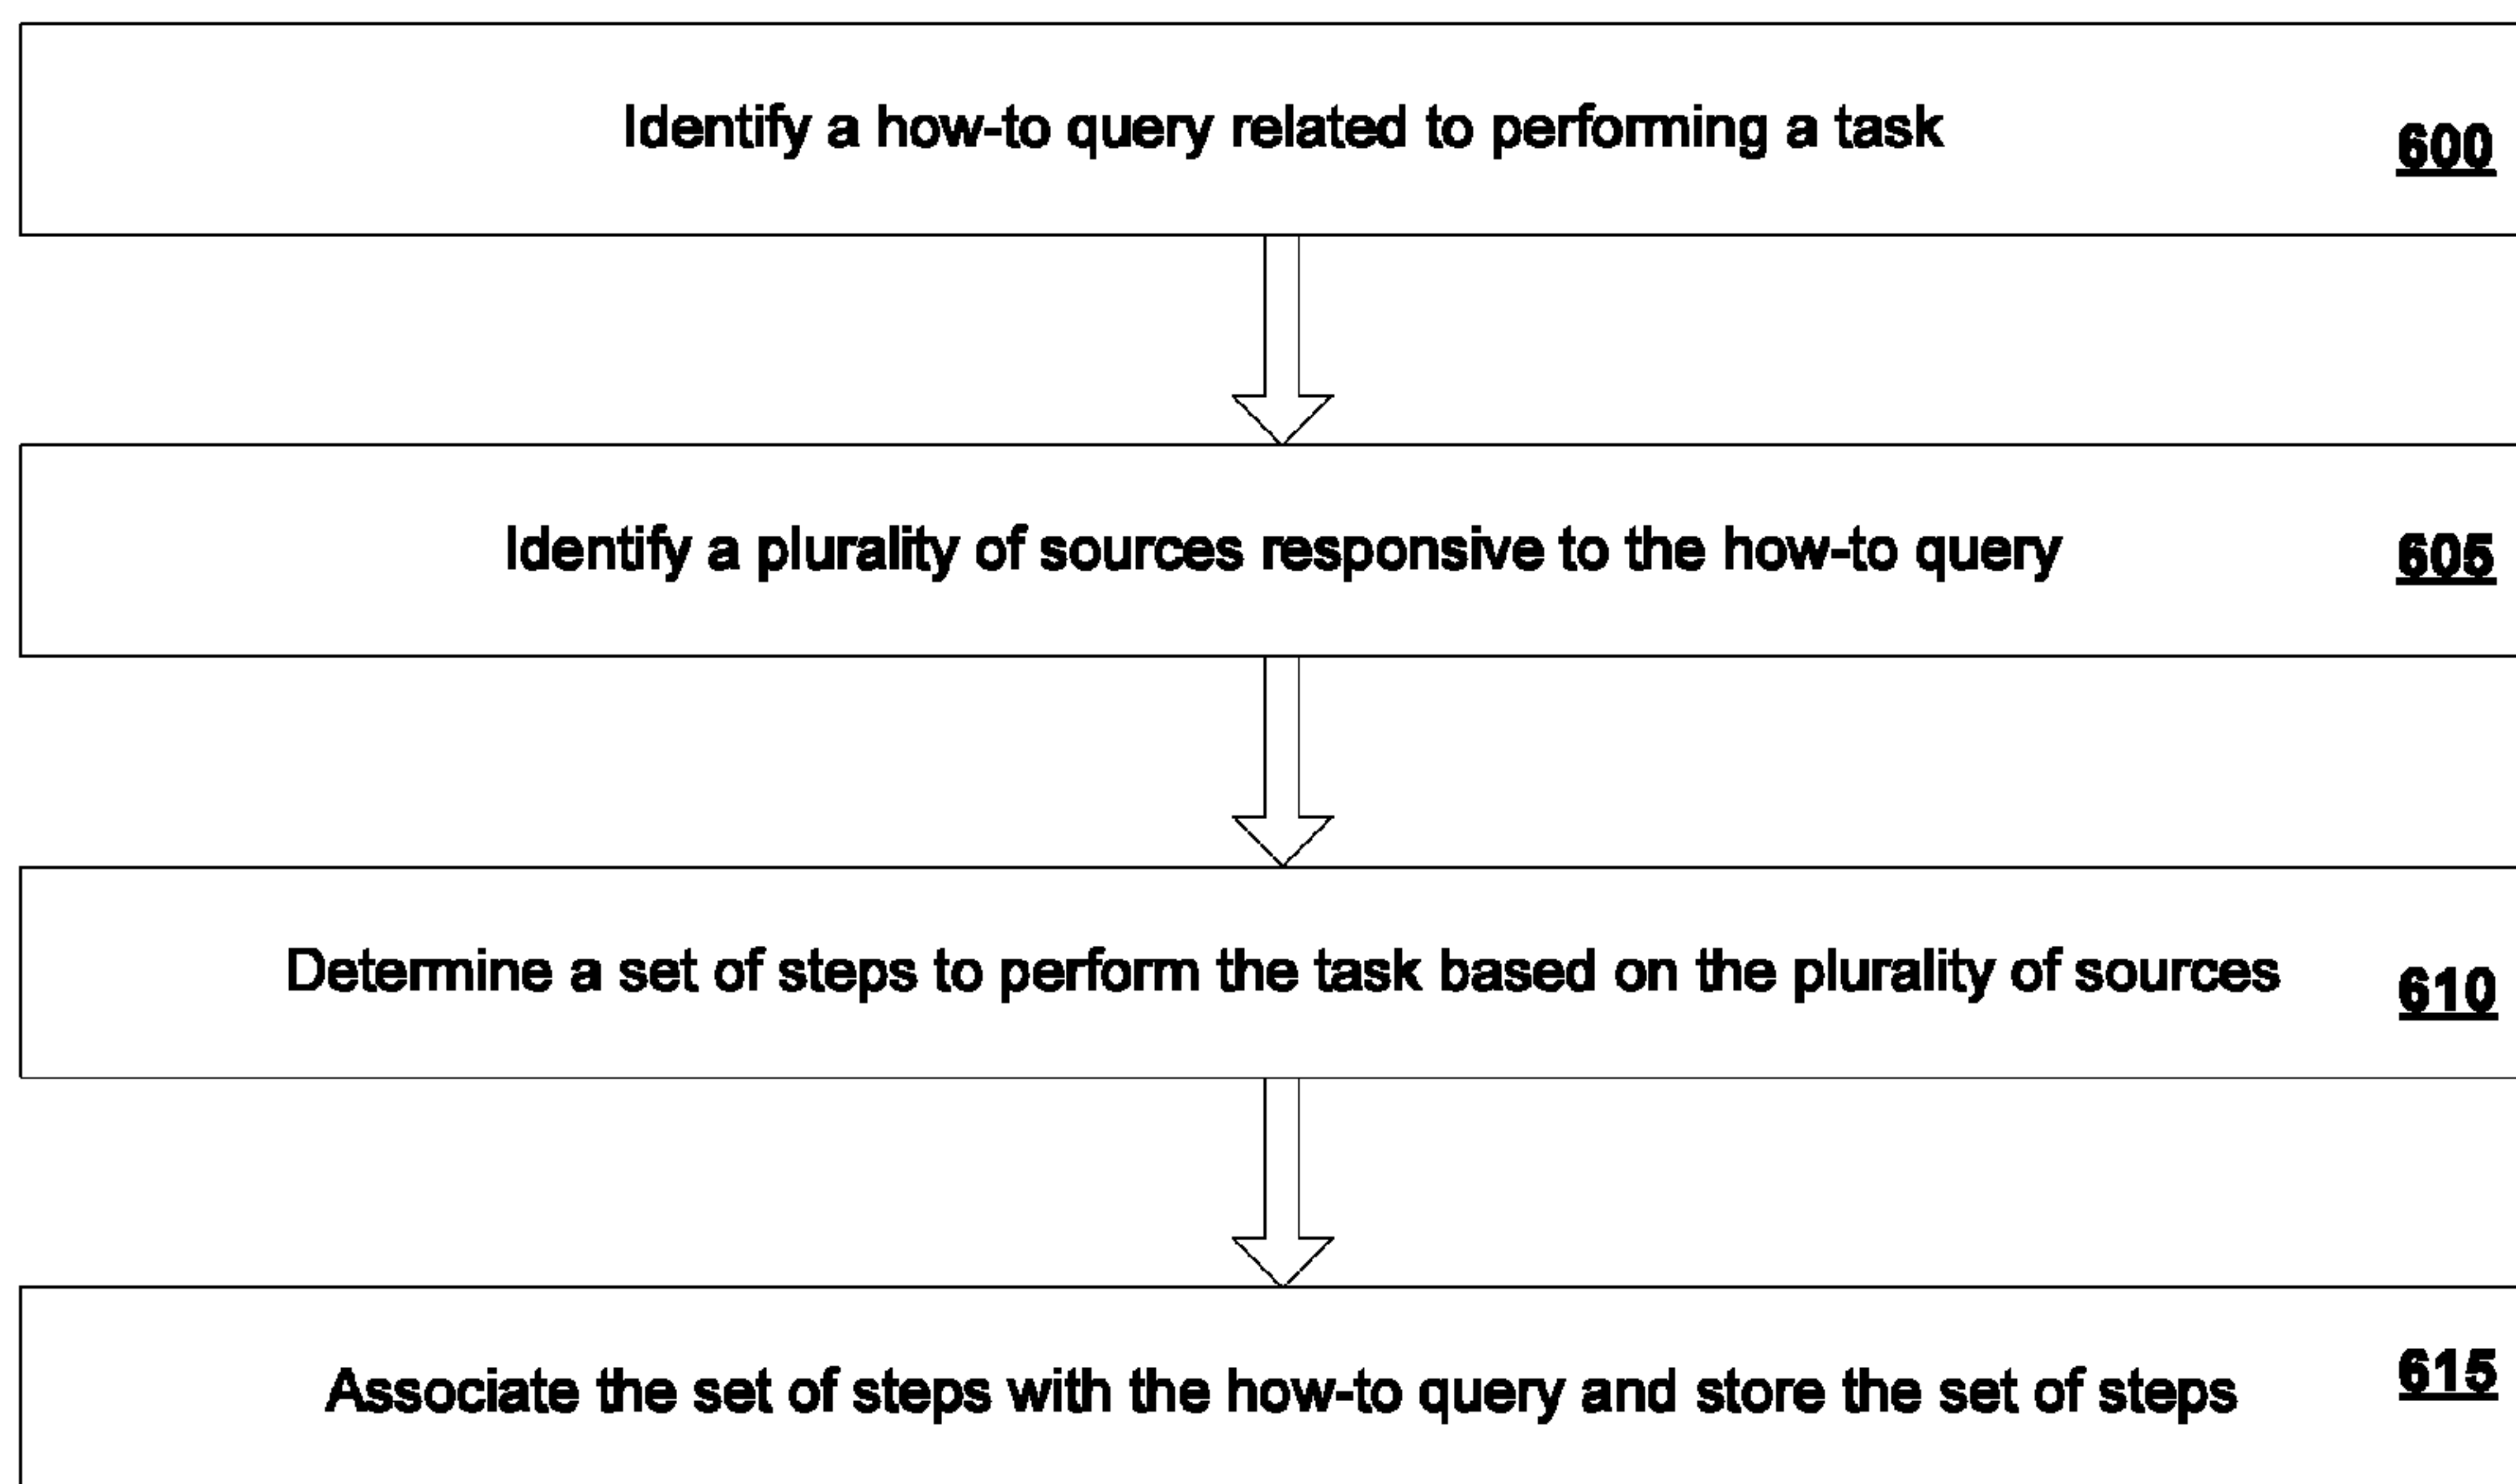 Identify a how-to query related to performing a task
600
Identify a plurality of sources responsive to the how-to query
605
Determine a set of steps to perform the task based on the plurality of sources
610
Associate the set of steps with the how-to query and store the set of steps
615